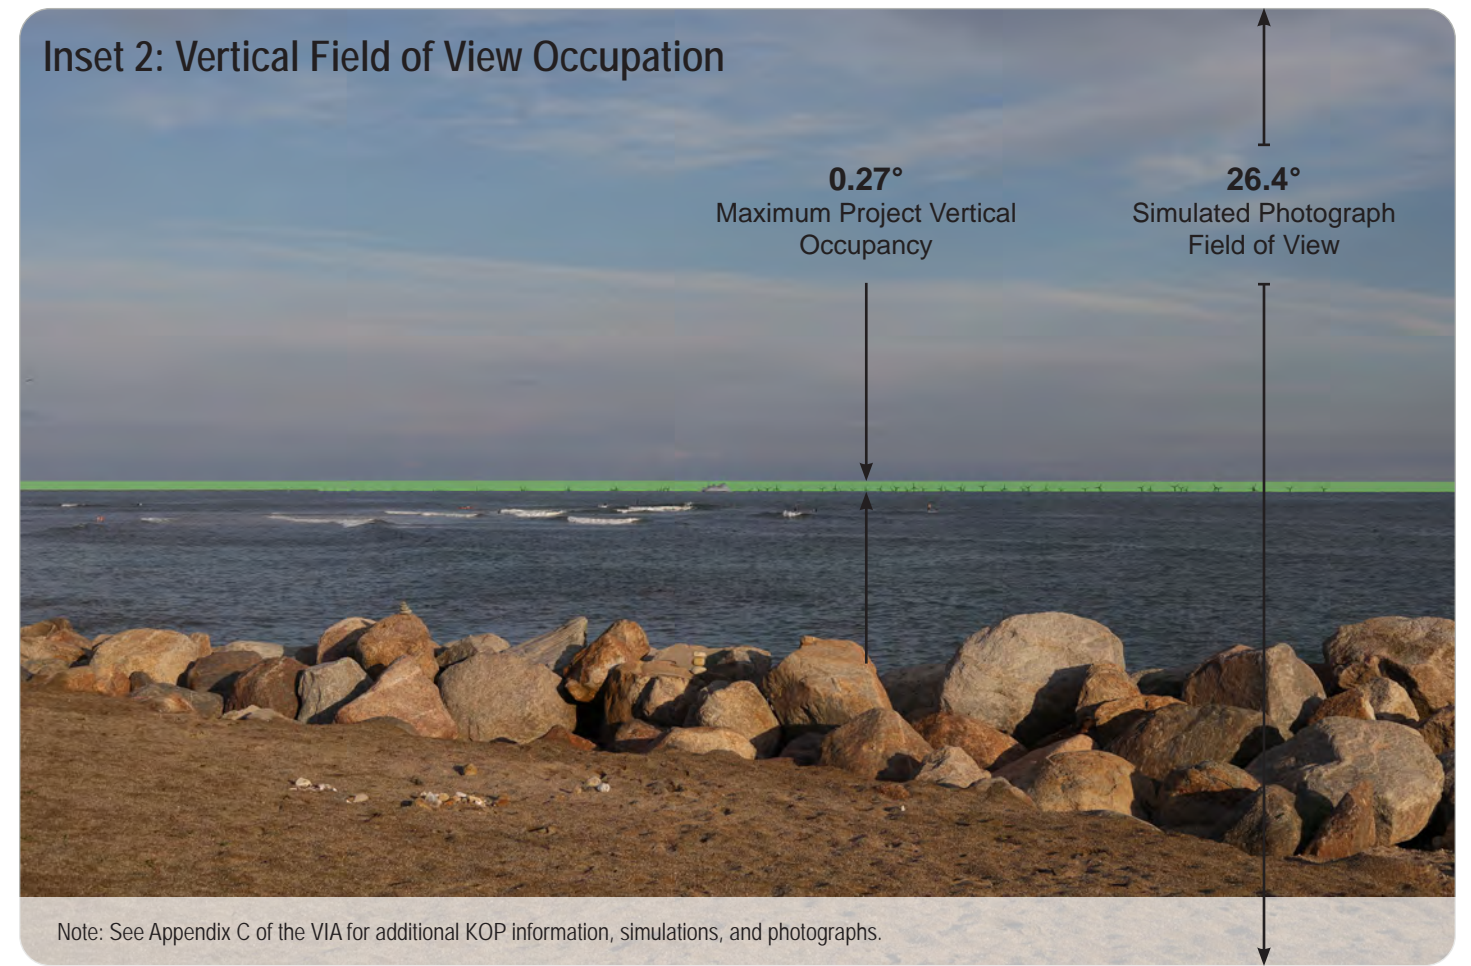 Inset 2: Vertical Field of View Occupation
0.27°
Maximum Project Vertical
Occupancy
26.4°
Simulated Photograph
Field of View
Note: See Appendix C of the VIA for additional KOP information, simulations, and photographs.